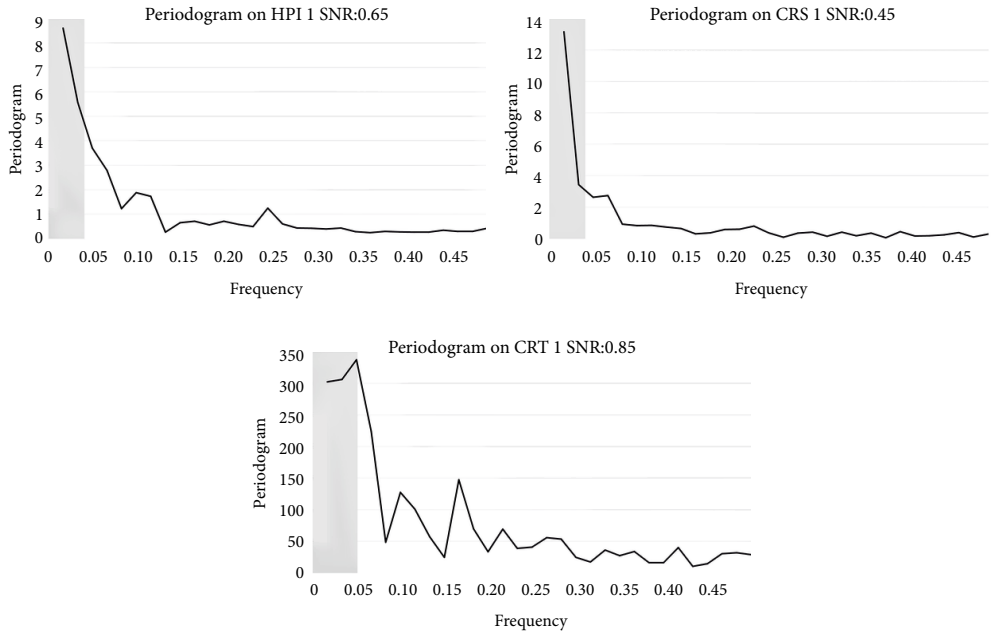 Periodogram on HPI 1 SNR:0.65
Periodogram
9
8
7
6
5
4
3
2
1
0
0 0.05 0.10 0.15 0.20 0.25 0.30 0.35 0.40 0.45
Frequency
Periodogram on CRS 1 SNR:0.45
Periodogram
14
12
10
8
6
4
2
0
0 0.05 0.10 0.15 0.20 0.25 0.30 0.35 0.40 0.45
Frequency
Periodogram on CRT 1 SNR:0.85
Periodogram
350
300
250
200
150
100
50
0
0 0.05 0.10 0.15 0.20 0.25 0.30 0.35 0.40 0.45
Frequency